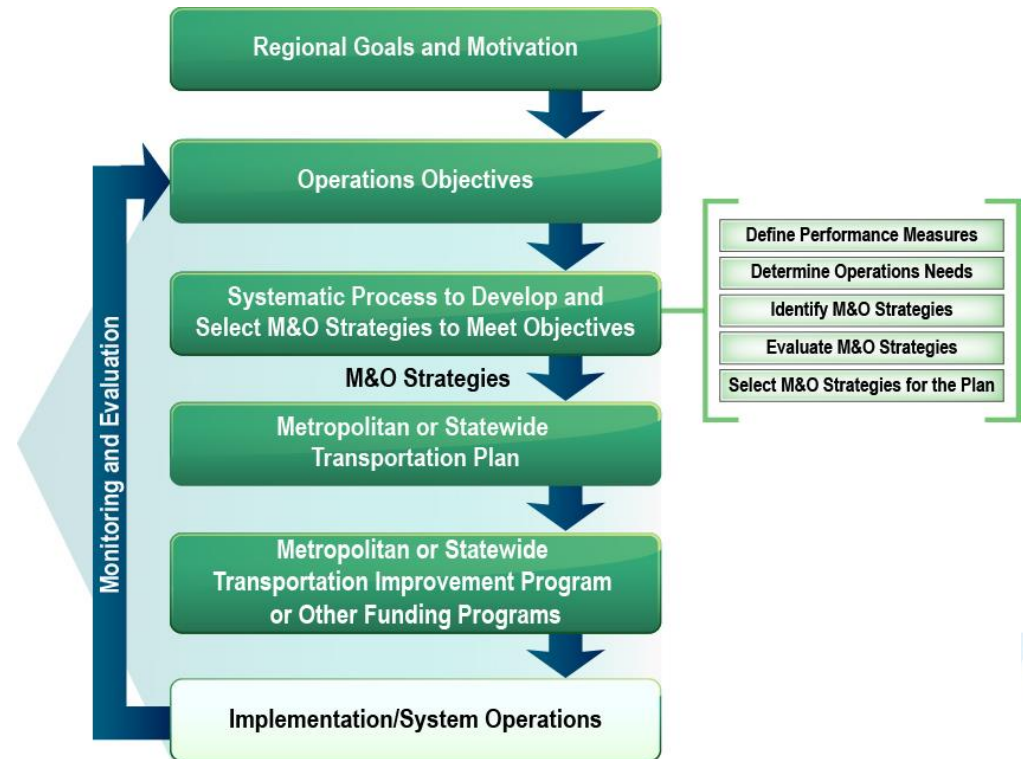 Regional Goals and Motivation
Operations Objectives
Systematic Process to Develop and
Select M&O Strategies to Meet Objectives
Define Performance Measures
Determine Operations Needs
Identify M&O Strategies
Evaluate M&O Strategies
Select M&O Strategies for the Plan
M&O Strategies
Metropolitan or Statewide
Transportation Plan
Metropolitan or Statewide
Transportation Improvement Program
or Other Funding Programs
Implementation/System Operations
Monitoring and Evaluation